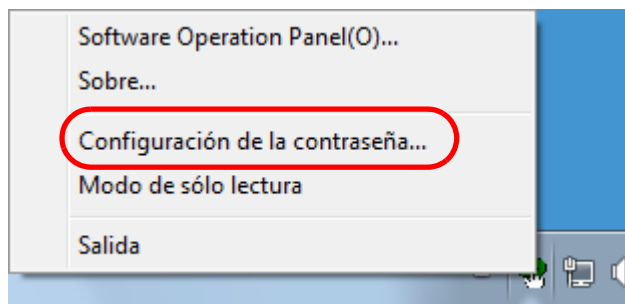 Software Operation Panel(O)...
Sobre...
Configuración de la contraseña...
Modo de sólo lectura
Salida